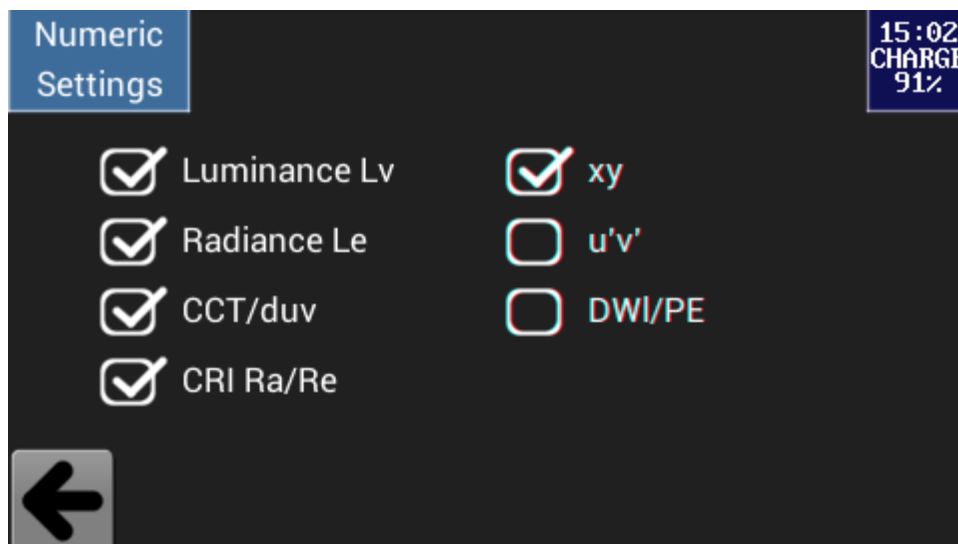 Numeric
Settings
15:02
CHARGE
91%
Luminance Lv
xy
Radiance Le
u'v'
CCT/duv
DWl/PE
CRI Ra/Re